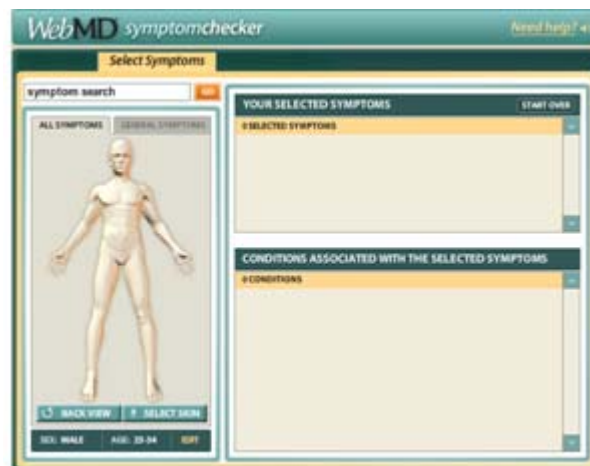 WebMD symptomchecker
Need help?
Select Symptoms
symptom search
GO
ALL SYMPTOMS GENERAL SYMPTOMS
YOUR SELECTED SYMPTOMS START OVER
0 SELECTED SYMPTOMS
CONDITIONS ASSOCIATED WITH THE SELECTED SYMPTOMS
0 CONDITIONS
BACK VIEW SELECT SKIN
SEX: MALE AGE: 25-34 EDIT